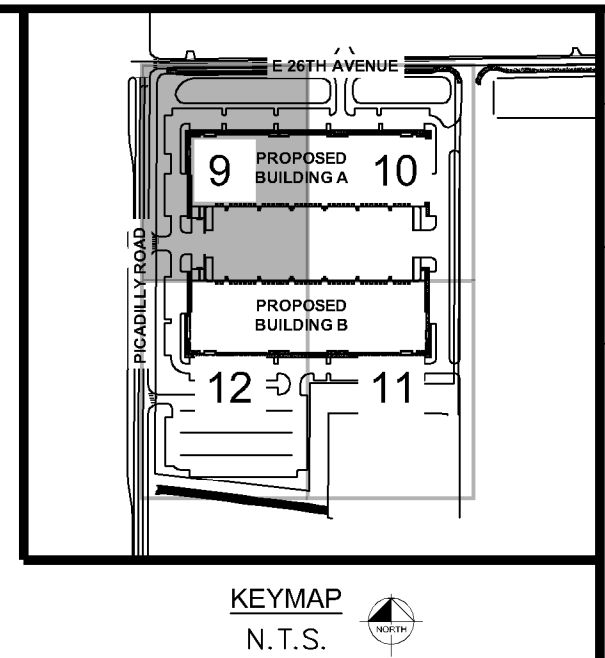 E 26TH AVENUE
9
PROPOSED
BUILDING A
10
PICADILLY ROAD
PROPOSED
BUILDING B
12
11
KEYMAP
N.T.S.
NORTH